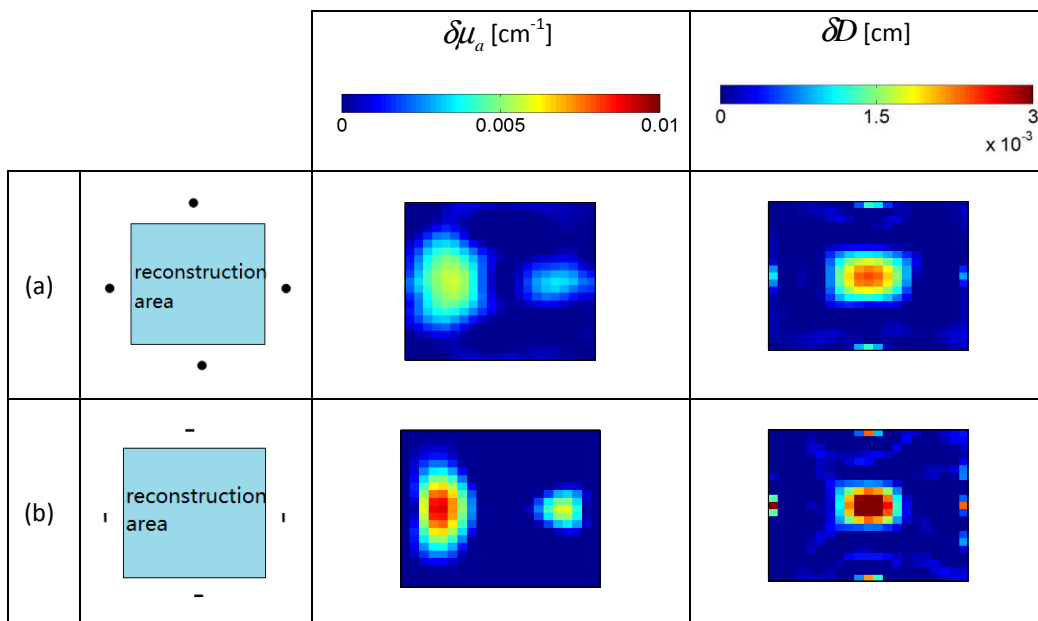 δμₐ [cm⁻¹]
δD [cm]
0 0.005 0.01
0 1.5 3
x 10⁻³
(a)
reconstruction
area
(b)
reconstruction
area